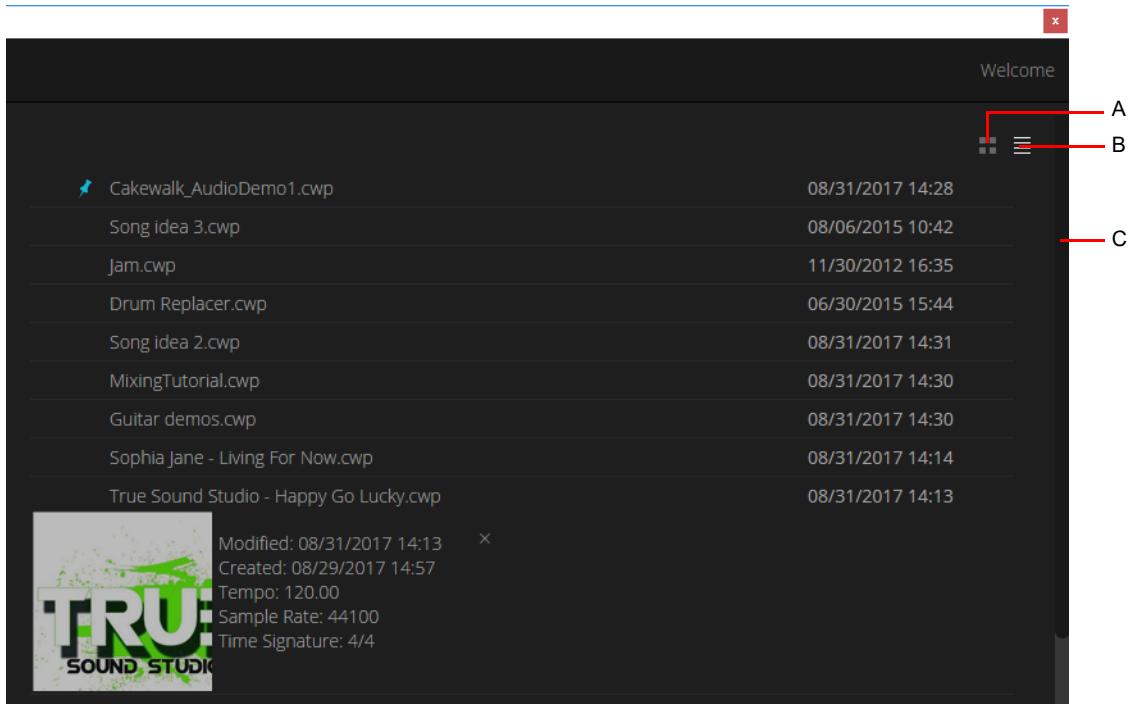 x
Welcome
A
B
Cakewalk_AudioDemo1.cwp 08/31/2017 14:28
Song idea 3.cwp 08/06/2015 10:42
C
Jam.cwp 11/30/2012 16:35
Drum Replacer.cwp 06/30/2015 15:44
Song idea 2.cwp 08/31/2017 14:31
MixingTutorial.cwp 08/31/2017 14:30
Guitar demos.cwp 08/31/2017 14:30
Sophia Jane - Living For Now.cwp 08/31/2017 14:14
True Sound Studio - Happy Go Lucky.cwp 08/31/2017 14:13
Modified: 08/31/2017 14:13 ×
Created: 08/29/2017 14:57
Tempo: 120.00
Sample Rate: 44100
Time Signature: 4/4
TRU
SOUND STUDI